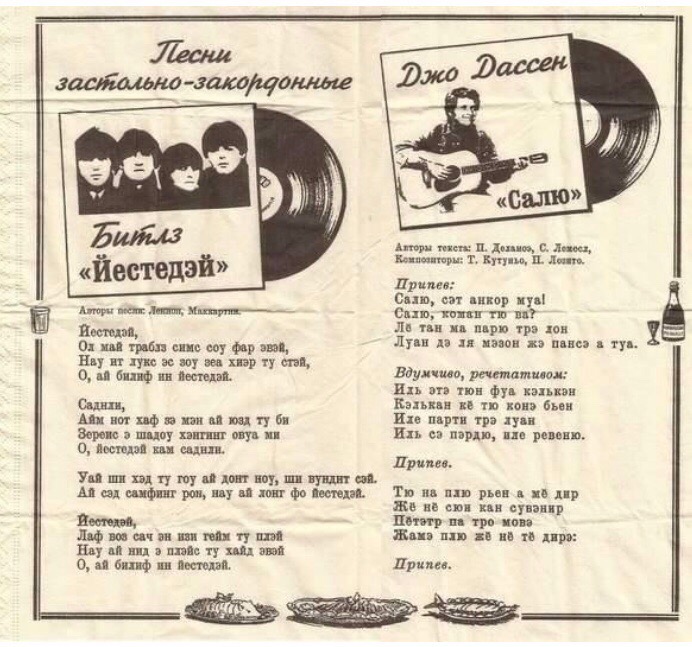 Песни
застольно-закордонные
Битлз
«Йестедэй»
Авторы песни: Леннон, Маккартни.
Йестедэй,
Ол май траблз симс соу фар эвэй,
Нау ит лукс эс зоу зеа хиэр ту стэй,
О, ай билиф ин йестедэй.
Саднли,
Айм нот хаф зэ мэн ай юзд ту би
Зереис э шадоу хэнгинг овуа ми
О, йестедэй кам саднли.
Уай ши хэд ту гоу ай донт ноу, ши вунднт сэй.
Ай сэд самфинг рон, нау ай лонг фо йестедэй.
Йестедэй,
Лаф воз сач эн изи гейм ту плэй
Нау ай нид э плэйс ту хайд эвэй
О, ай билиф ин йестедэй.
Джо Дассен
«Салю»
Авторы текста: П. Деланоэ, С. Лемесл,
Композиторы: Т. Кутуньо, П. Лозито.
Припев:
Салю, сэт анкор муа!
Салю, коман тю ва?
Лё тан ма парю трэ лон
Луан дэ ля мэзон жэ пансэ а туа.
Вдумчиво, речетативом:
Иль этэ тюн фуа кэлькэн
Кэлькан кё тю конэ бьен
Иле парти трэ луан
Иль сэ пэрдю, иле ревеню.
Припев.
Тю на плю рьен а мё дир
Жё нё сюи кан сувэнир
Пётэтр па тро мовэ
Жамэ плю жё нё тё дирэ:
Припев.